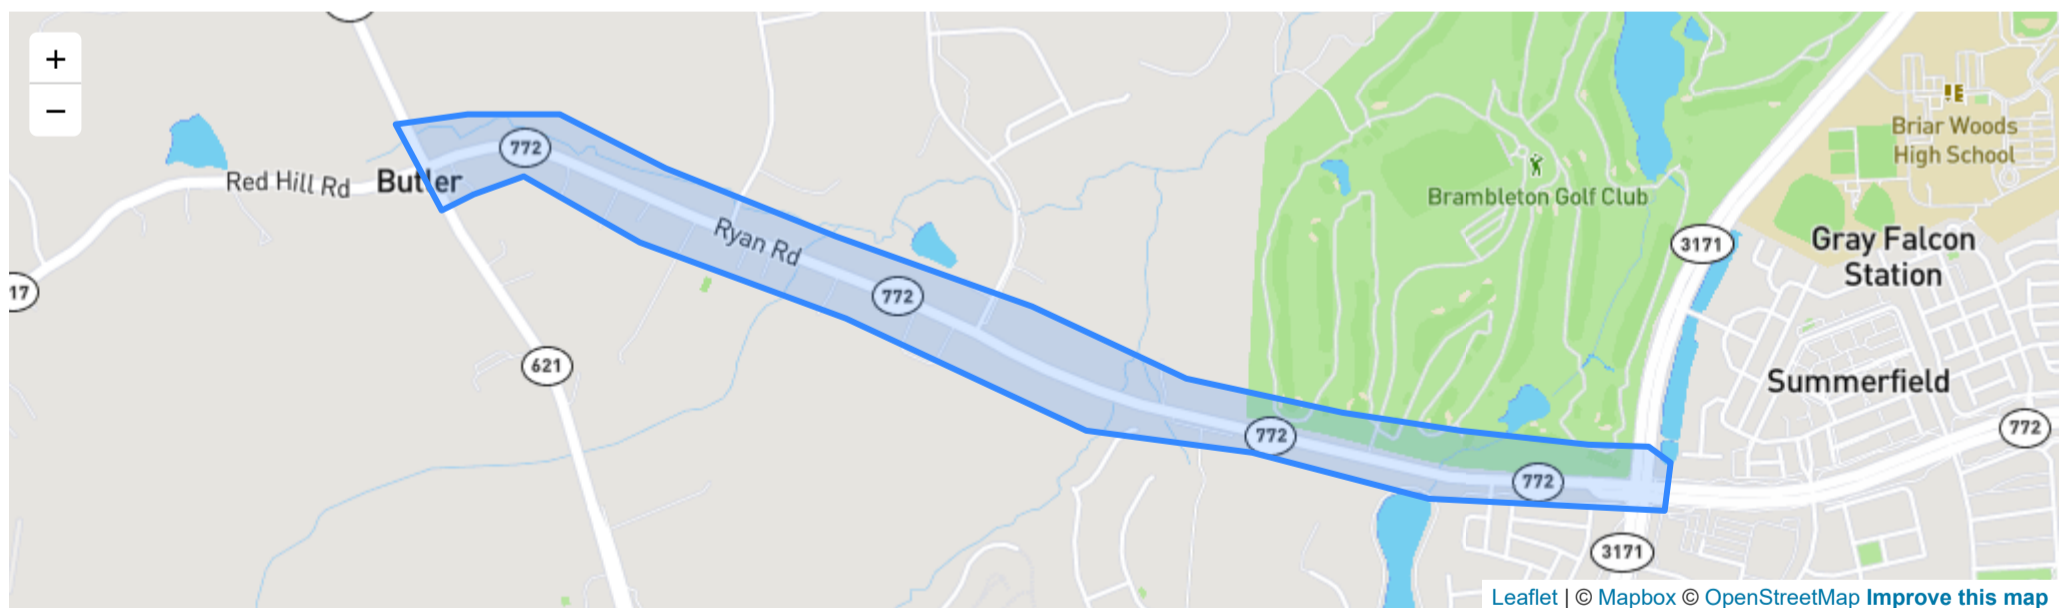 +
−
772
Red Hill Rd
Butler
Ryan Rd
772
17
621
772
772
Brambleton Golf Club
Briar Woods
High School
3171
Gray Falcon
Station
Summerfield
772
3171
Leaflet | © Mapbox © OpenStreetMap Improve this map